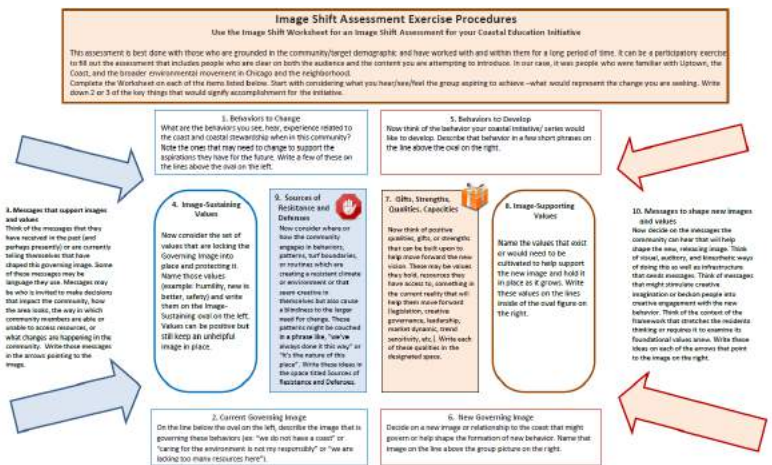 Image Shift Assessment Exercise Procedures
Use the Image Shift Worksheet for an Image Shift Assessment for your Coastal Education Initiative
This assessment is best done with those who are grounded in the community/target demographic and have worked with and within them for a long period of time. It can be a participatory exercise
to fill out the assessment that includes people who are clear on both the audience and the content you are attempting to introduce. In our case, it was people who were familiar with Uptown, the
Coast, and the broader environmental movement in Chicago and the neighborhood.
Complete the Worksheet on each of the items listed below. Start with considering what you hear/see/feel the group aspiring to achieve –what would represent the change you are seeking. Write
down 2 or 3 of the key things that would signify accomplishment for the initiative.
1. Behaviors to Change
What are the behaviors you see, hear, experience related to
the coast and coastal stewardship when in this community?
Note the ones that may need to change to support the
aspirations they have for the future. Write a few of these on
the lines above the oval on the left.
5. Behaviors to Develop
Now think of the behavior your coastal initiative/ series would
like to develop. Describe that behavior in a few short phrases on
the line above the oval on the right.
3. Messages that support images
and values
Think of the messages that they
have received in the past (and
perhaps presently) or are currently
telling themselves that have
shaped this governing image. Some
of these messages may be
language they use. Messages may
be who is invited to make decisions
that impact the community, how
the area looks, the way in which
community members are able or
unable to access resources, or
what changes are happening in the
community. Write those messages
in the arrows pointing to the
image.
4. Image-Sustaining
Values
Now consider the set of
values that are locking the
Governing Image into
place and protecting it.
Name those values
(example: humility, new is
better, safety) and write
them on the Image-
Sustaining oval on the left.
Values can be positive but
still keep an unhelpful
image in place.
9. Sources of
Resistance and
Defenses
Now consider where or
how the community
engages in behaviors,
patterns, turf boundaries,
or routines which are
creating a resistant climate
or environment or that
seem creative in
themselves but also cause
a blindness to the larger
need for change. These
patterns might be couched
in a phrase like, "we've
always done it this way" or
"It's the nature of this
place". Write these ideas in
the space titled Sources of
Resistance and Defenses.
7. Gifts, Strengths,
Qualities, Capacities
Now think of positive
qualities, gifts, or strengths
that can be built upon to
help move forward the new
vision. These may be values
they hold, resources they
have access to, something in
the current reality that will
help them move forward
(legislation, creative
governance, leadership,
market dynamic, trend
sensitivity, etc.). Write each
of these qualities in the
designated space.
8. Image-Supporting
Values
Name the values that exist
or would need to be
cultivated to help support
the new image and hold it
in place as it grows. Write
these values on the lines
inside of the oval figure on
the right.
10. Messages to shape new images
and values
Now decide on the messages the
community can hear that will help
shape the new, releasing image. Think
of visual, auditory, and kinesthetic ways
of doing this as well as infrastructure
that sends messages. Think of messages
that might stimulate creative
imagination or beckon people into
creative engagement with the new
behavior. Think of the context of the
framework that stretches the residents
thinking or requires it to examine its
foundational values anew. Write these
ideas on each of the arrows that point
to the image on the right.
2. Current Governing Image
On the line below the oval on the left, describe the image that is
governing these behaviors (ex: "we do not have a coast" or
"caring for the environment is not my responsibly" or "we are
lacking too many resources here").
6. New Governing Image
Decide on a new image or relationship to the coast that might
govern or help shape the formation of new behavior. Name that
image on the line above the group picture on the right.